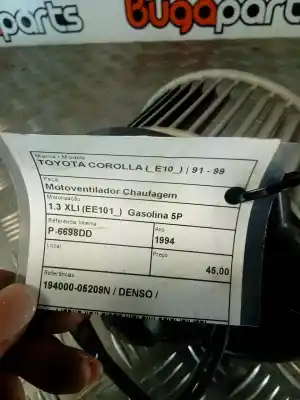 parts
Bugaparts
Marca / Modelo
TOYOTA COROLLA (_E10_) | 91 - 99
Peça
Motoventilador Chaufagem
Motorização
1.3 XLI (EE101_) Gasolina 5P
Referência Interna
P-6698DD
Ano
1994
Local
Preço
45,00
Referências
194000-05209N / DENSO /